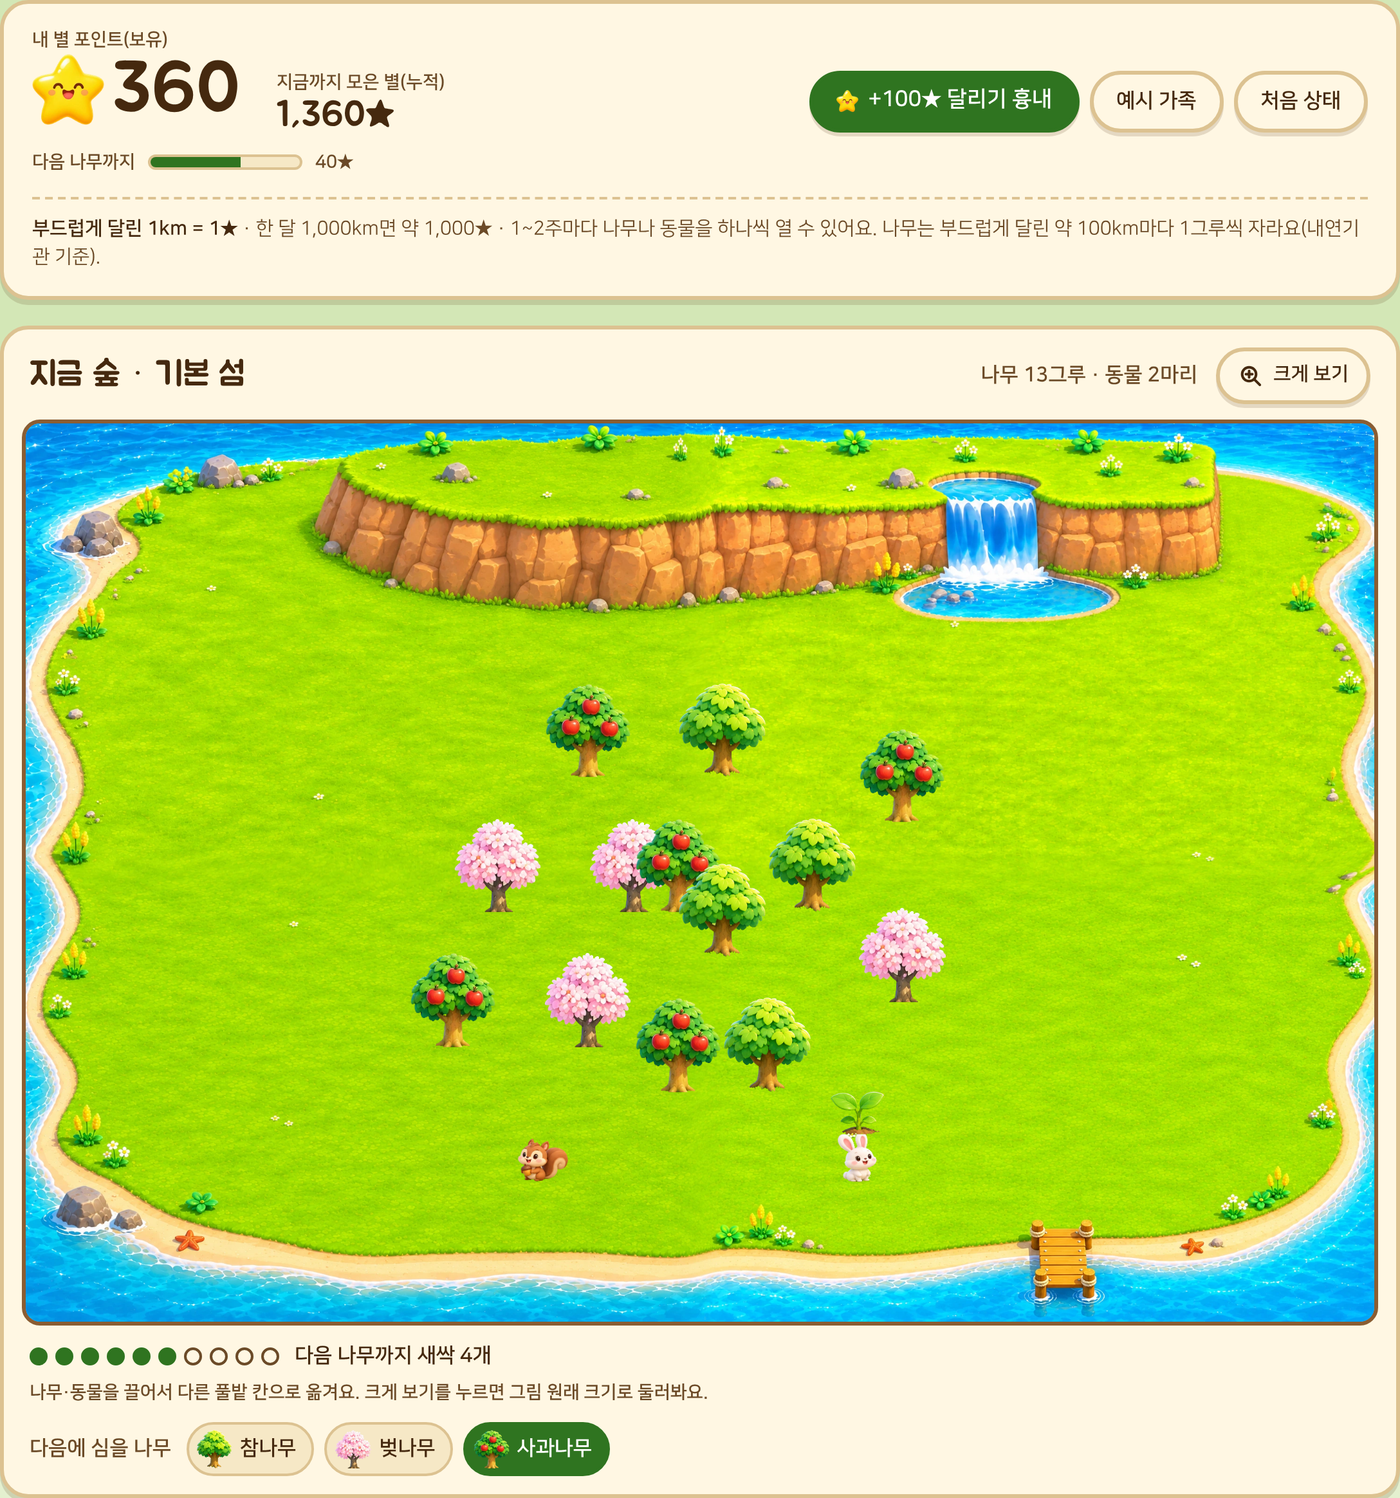 내 별 포인트(보유)
360
지금까지 모은 별(누적)
1,360★
+100★ 달리기 흉내
예시 가족
처음 상태
다음 나무까지 40★
부드럽게 달린 1km = 1★ · 한 달 1,000km면 약 1,000★ · 1~2주마다 나무나 동물을 하나씩 열 수 있어요. 나무는 부드럽게 달린 약 100km마다 1그루씩 자라요(내연기
관 기준).
지금 숲 · 기본 섬
나무 13그루 · 동물 2마리
크게 보기
다음 나무까지 새싹 4개
나무·동물을 끌어서 다른 풀밭 칸으로 옮겨요. 크게 보기를 누르면 그림 원래 크기로 둘러봐요.
다음에 심을 나무
참나무
벚나무
사과나무